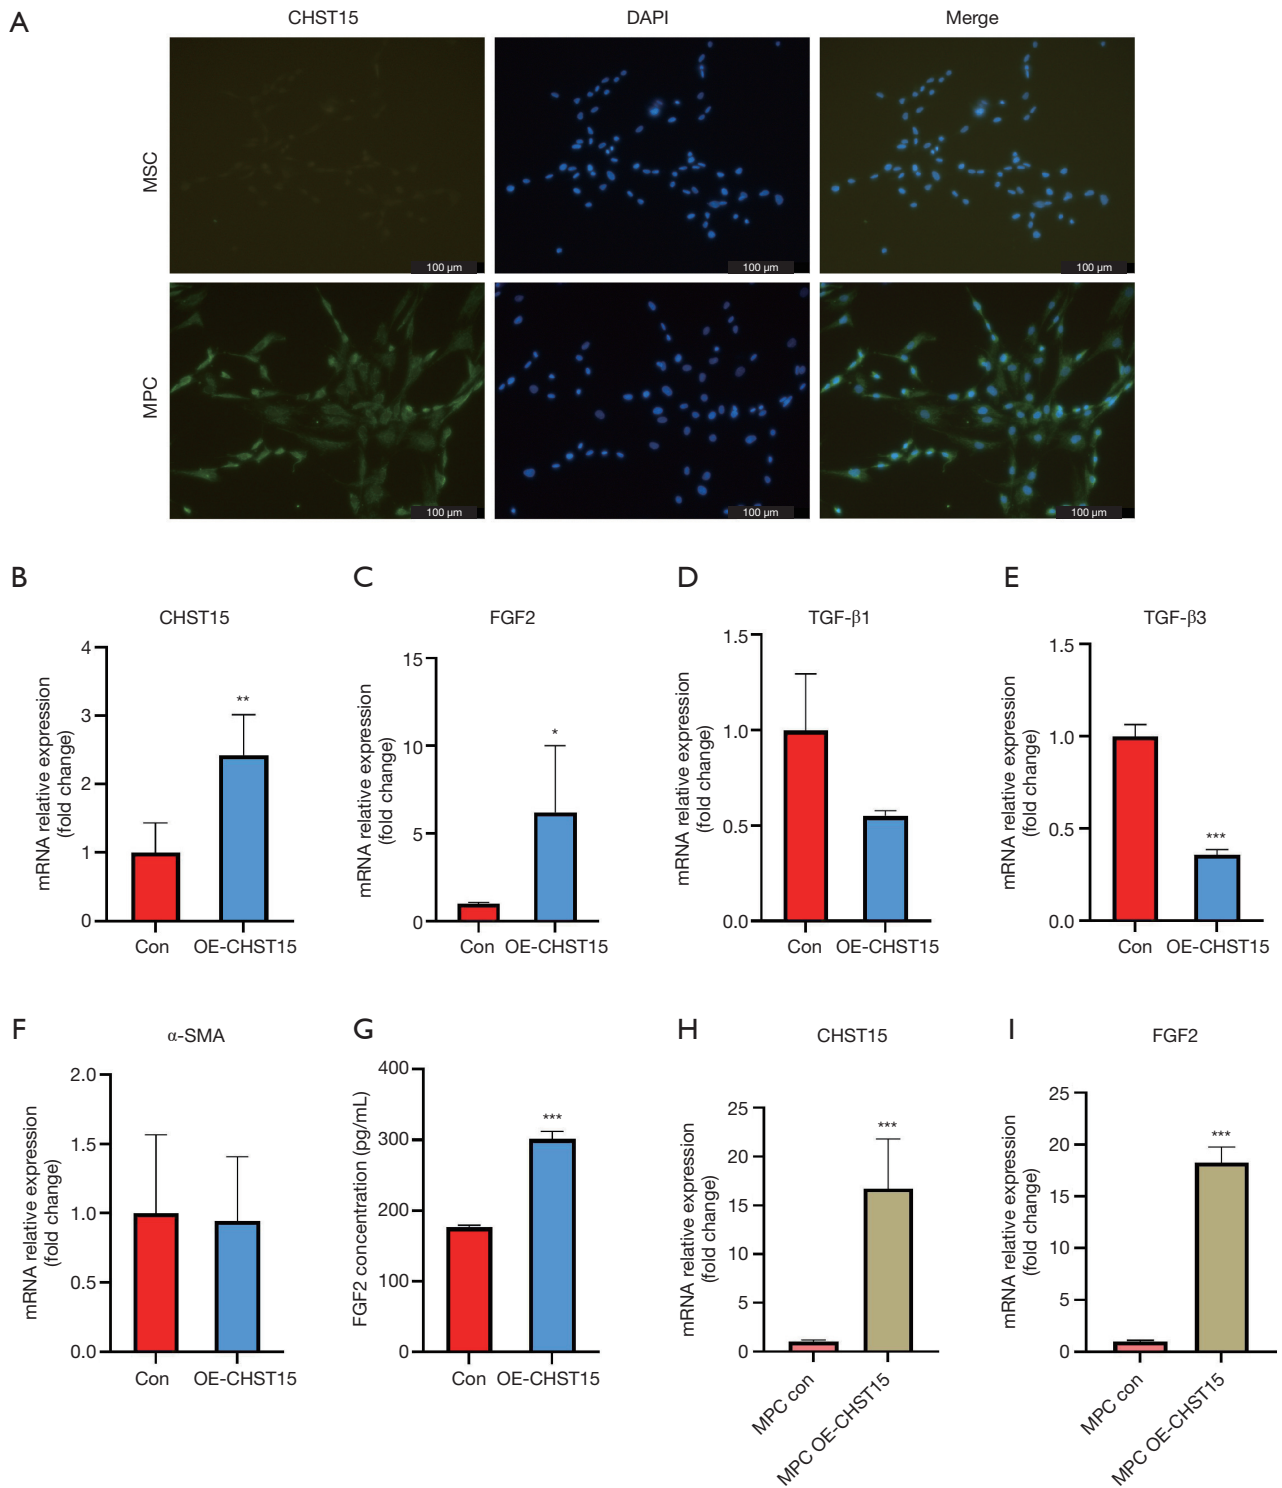 A
CHST15
DAPI
Merge
MSC
100 µm
100 µm
100 µm
MPC
100 µm
100 µm
100 µm
B
CHST15
mRNA relative expression
(fold change)
4
3
2
1
0
**
Con
OE-CHST15
C
FGF2
mRNA relative expression
(fold change)
15
10
5
0
*
Con
OE-CHST15
D
TGF-β1
mRNA relative expression
(fold change)
1.5
1.0
0.5
0.0
Con
OE-CHST15
E
TGF-β3
mRNA relative expression
(fold change)
1.5
1.0
0.5
0.0
***
Con
OE-CHST15
F
α-SMA
mRNA relative expression
(fold change)
2.0
1.5
1.0
0.5
0.0
Con
OE-CHST15
G
FGF2 concentration (pg/mL)
400
300
200
100
0
***
Con
OE-CHST15
H
CHST15
mRNA relative expression
(fold change)
25
20
15
10
5
0
***
MPC con
MPC OE-CHST15
I
FGF2
mRNA relative expression
(fold change)
25
20
15
10
5
0
***
MPC con
MPC OE-CHST15